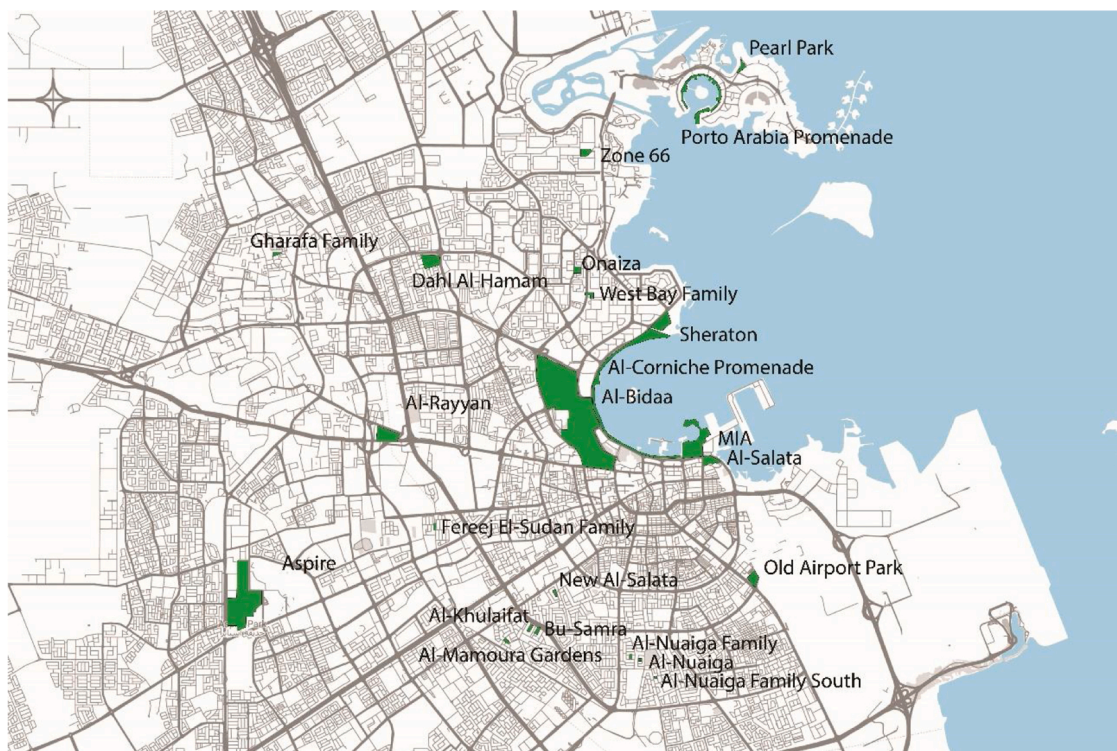 Pearl Park
Porto Arabia Promenade
Zone 66
Gharafa Family
Onaiza
Dahl Al-Hamam
West Bay Family
Sheraton
Al-Corniche Promenade
Al-Bidaa
Al-Rayyan
MIA
Al-Salata
Fereej El-Sudan Family
Aspire
Old Airport Park
New Al-Salata
Al-Khulaifat
Bu-Samra
Park
Al-Nuaiga Family
Al-Mamoura Gardens
Al-Nuaiga
Al-Nuaiga Family South